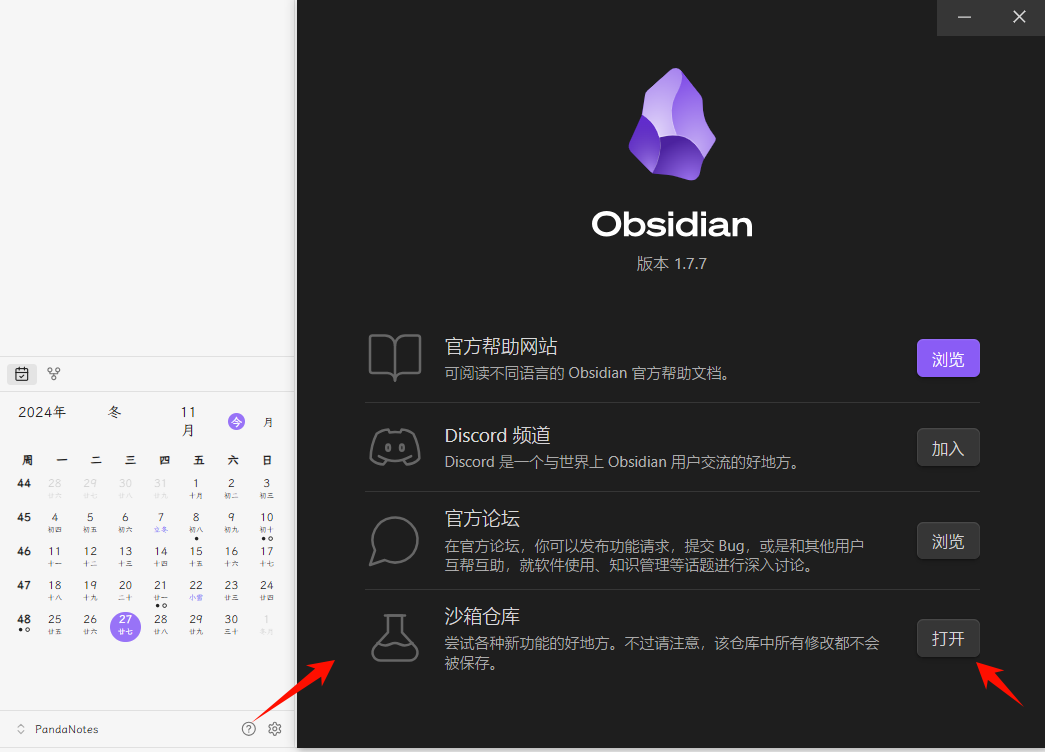 2024年 冬 11月 今 月
周 一 二 三 四 五 六 日
44 28 29 30 31 1 2 3
廿六 廿七 廿八 廿九 十月 初二 初三
45 4 5 6 7 8 9 10
初四 初五 初六 立冬 初八 初九 初十
46 11 12 13 14 15 16 17
十一 十二 十三 十四 十五 十六 十七
47 18 19 20 21 22 23 24
十八 十九 二十 廿一 小雪 廿三 廿四
48 25 26 27 28 29 30 1
廿五 廿六 廿七 廿八 廿九 三十
PandaNotes
Obsidian
版本 1.7.7
官方帮助网站
可阅读不同语言的 Obsidian 官方帮助文档。
浏览
Discord 频道
Discord 是一个与世界上 Obsidian 用户交流的好地方。
加入
官方论坛
在官方论坛，你可以发布功能请求，提交 Bug，或是和其他用户
互帮互助，就软件使用、知识管理等话题进行深入讨论。
浏览
沙箱仓库
尝试各种新功能的好地方。不过请注意，该仓库中所有修改都不会
被保存。
打开